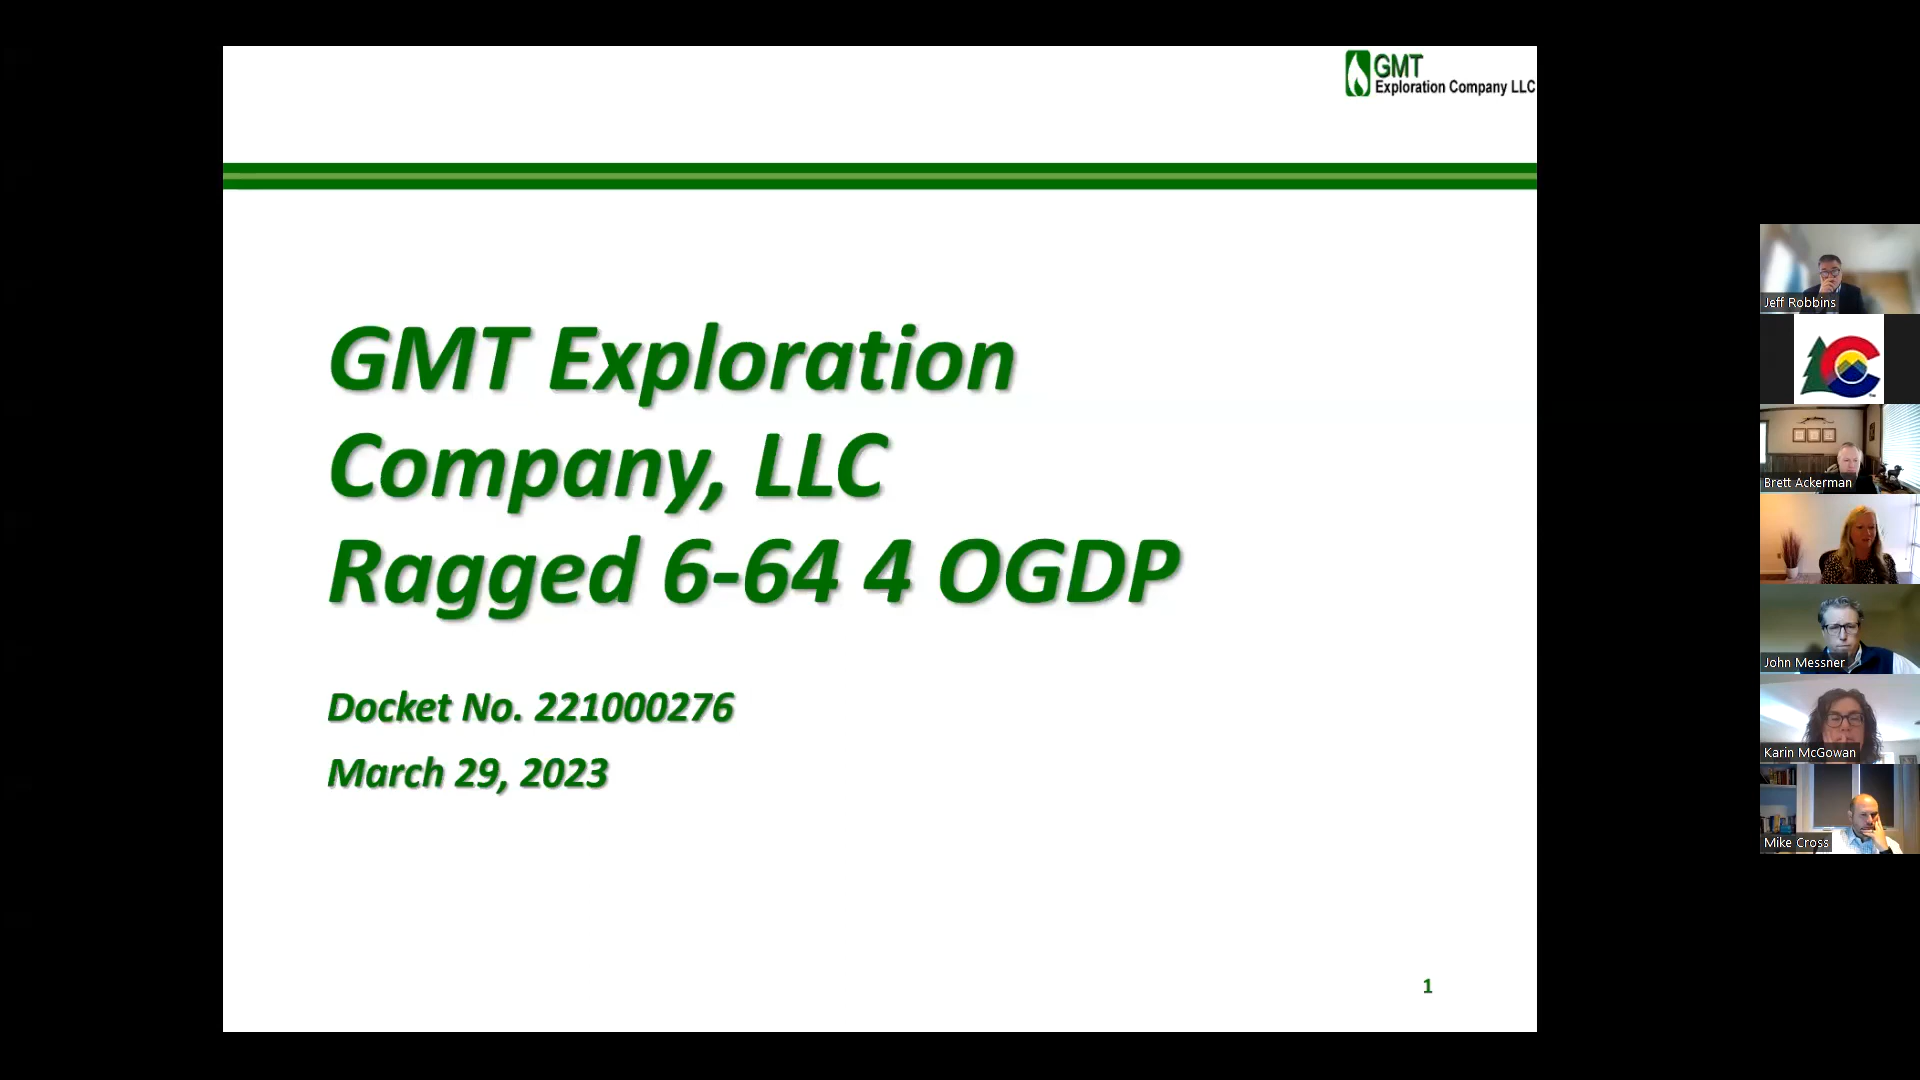 GMT
Exploration Company LLC
GMT Exploration
Company, LLC
Ragged 6-64 4 OGDP
Docket No. 221000276
March 29, 2023
1
Jeff Robbins
Brett Ackerman
John Messner
Karin McGowan
Mike Cross